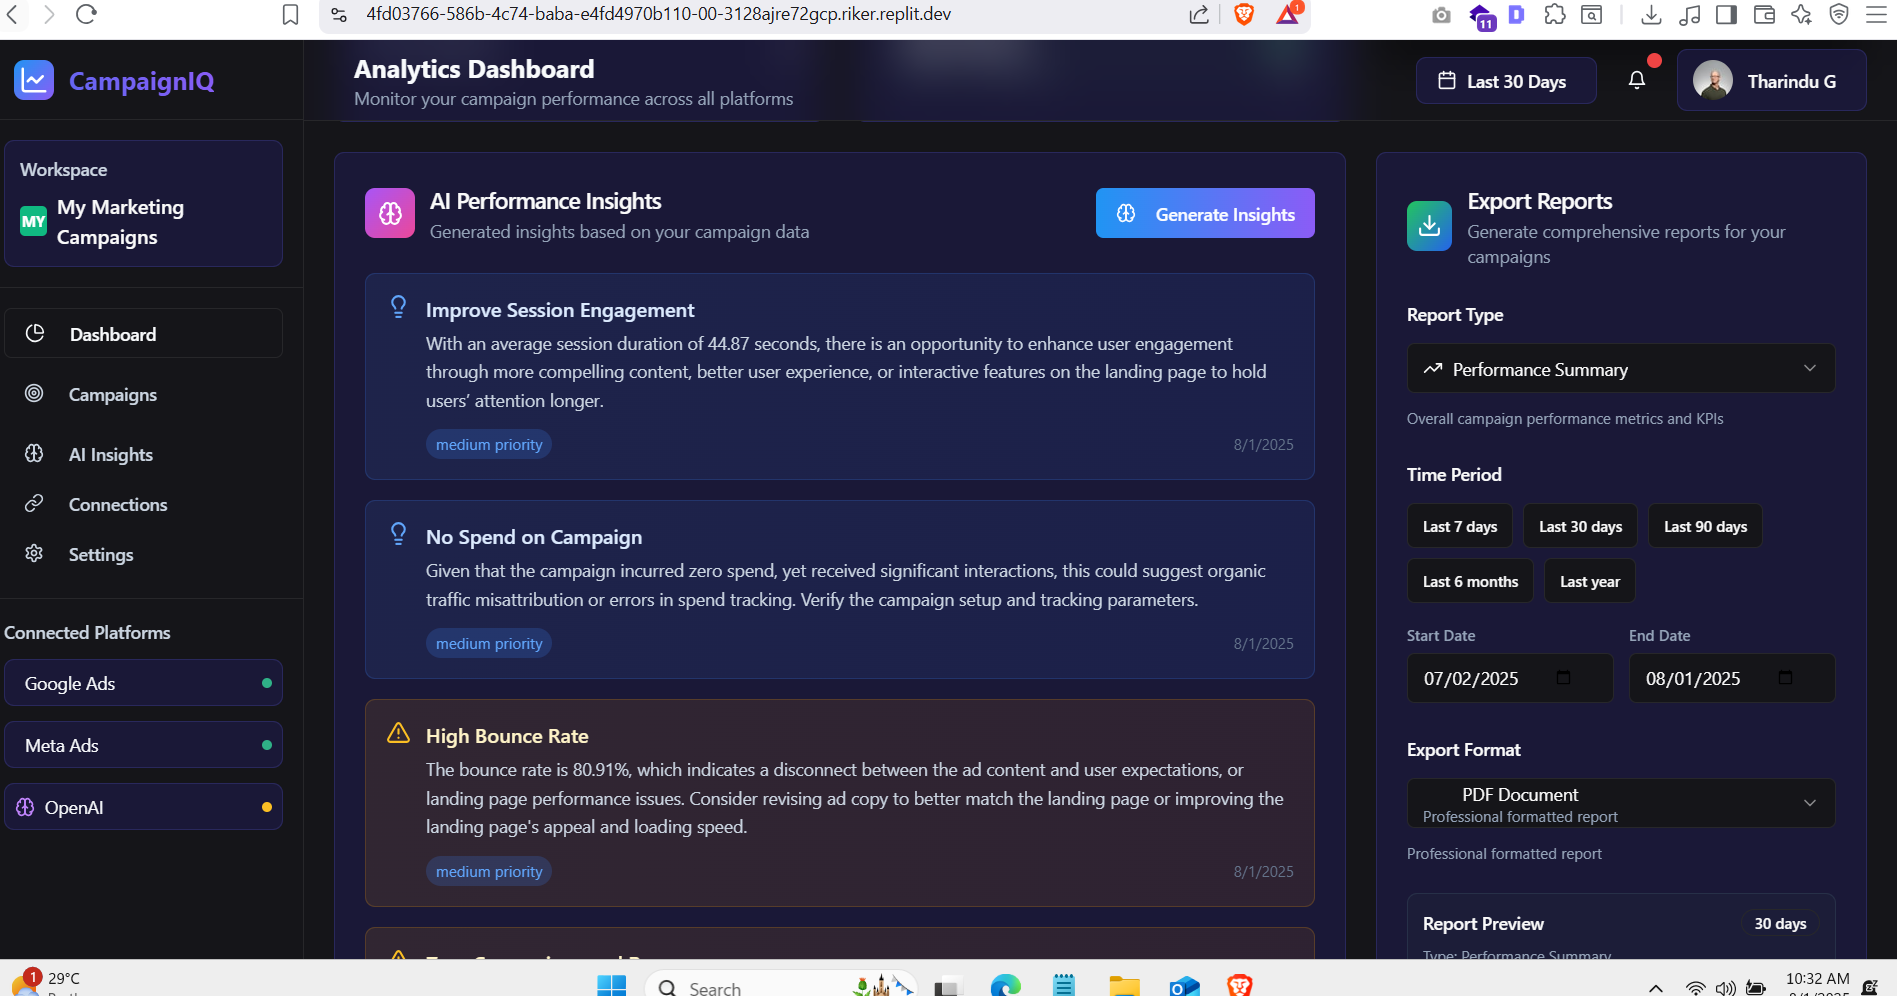 4fd03766-586b-4c74-baba-e4fd4970b110-00-3128ajre72gcp.riker.replit.dev
1
11
CampaignIQ
Analytics Dashboard
Monitor your campaign performance across all platforms
Last 30 Days
Tharindu G
Workspace
MY
My Marketing
Campaigns
Dashboard
Campaigns
AI Insights
Connections
Settings
Connected Platforms
Google Ads
Meta Ads
OpenAI
AI Performance Insights
Generated insights based on your campaign data
Generate Insights
Improve Session Engagement
With an average session duration of 44.87 seconds, there is an opportunity to enhance user engagement
through more compelling content, better user experience, or interactive features on the landing page to hold
users’ attention longer.
medium priority
8/1/2025
No Spend on Campaign
Given that the campaign incurred zero spend, yet received significant interactions, this could suggest organic
traffic misattribution or errors in spend tracking. Verify the campaign setup and tracking parameters.
medium priority
8/1/2025
High Bounce Rate
The bounce rate is 80.91%, which indicates a disconnect between the ad content and user expectations, or
landing page performance issues. Consider revising ad copy to better match the landing page or improving the
landing page's appeal and loading speed.
medium priority
8/1/2025
Export Reports
Generate comprehensive reports for your
campaigns
Report Type
Performance Summary
Overall campaign performance metrics and KPIs
Time Period
Last 7 days
Last 30 days
Last 90 days
Last 6 months
Last year
Start Date
End Date
07/02/2025
08/01/2025
Export Format
PDF Document
Professional formatted report
Professional formatted report
Report Preview
30 days
Type: Performance Summary
1
29°C
Search
10:32 AM
8/1/2025